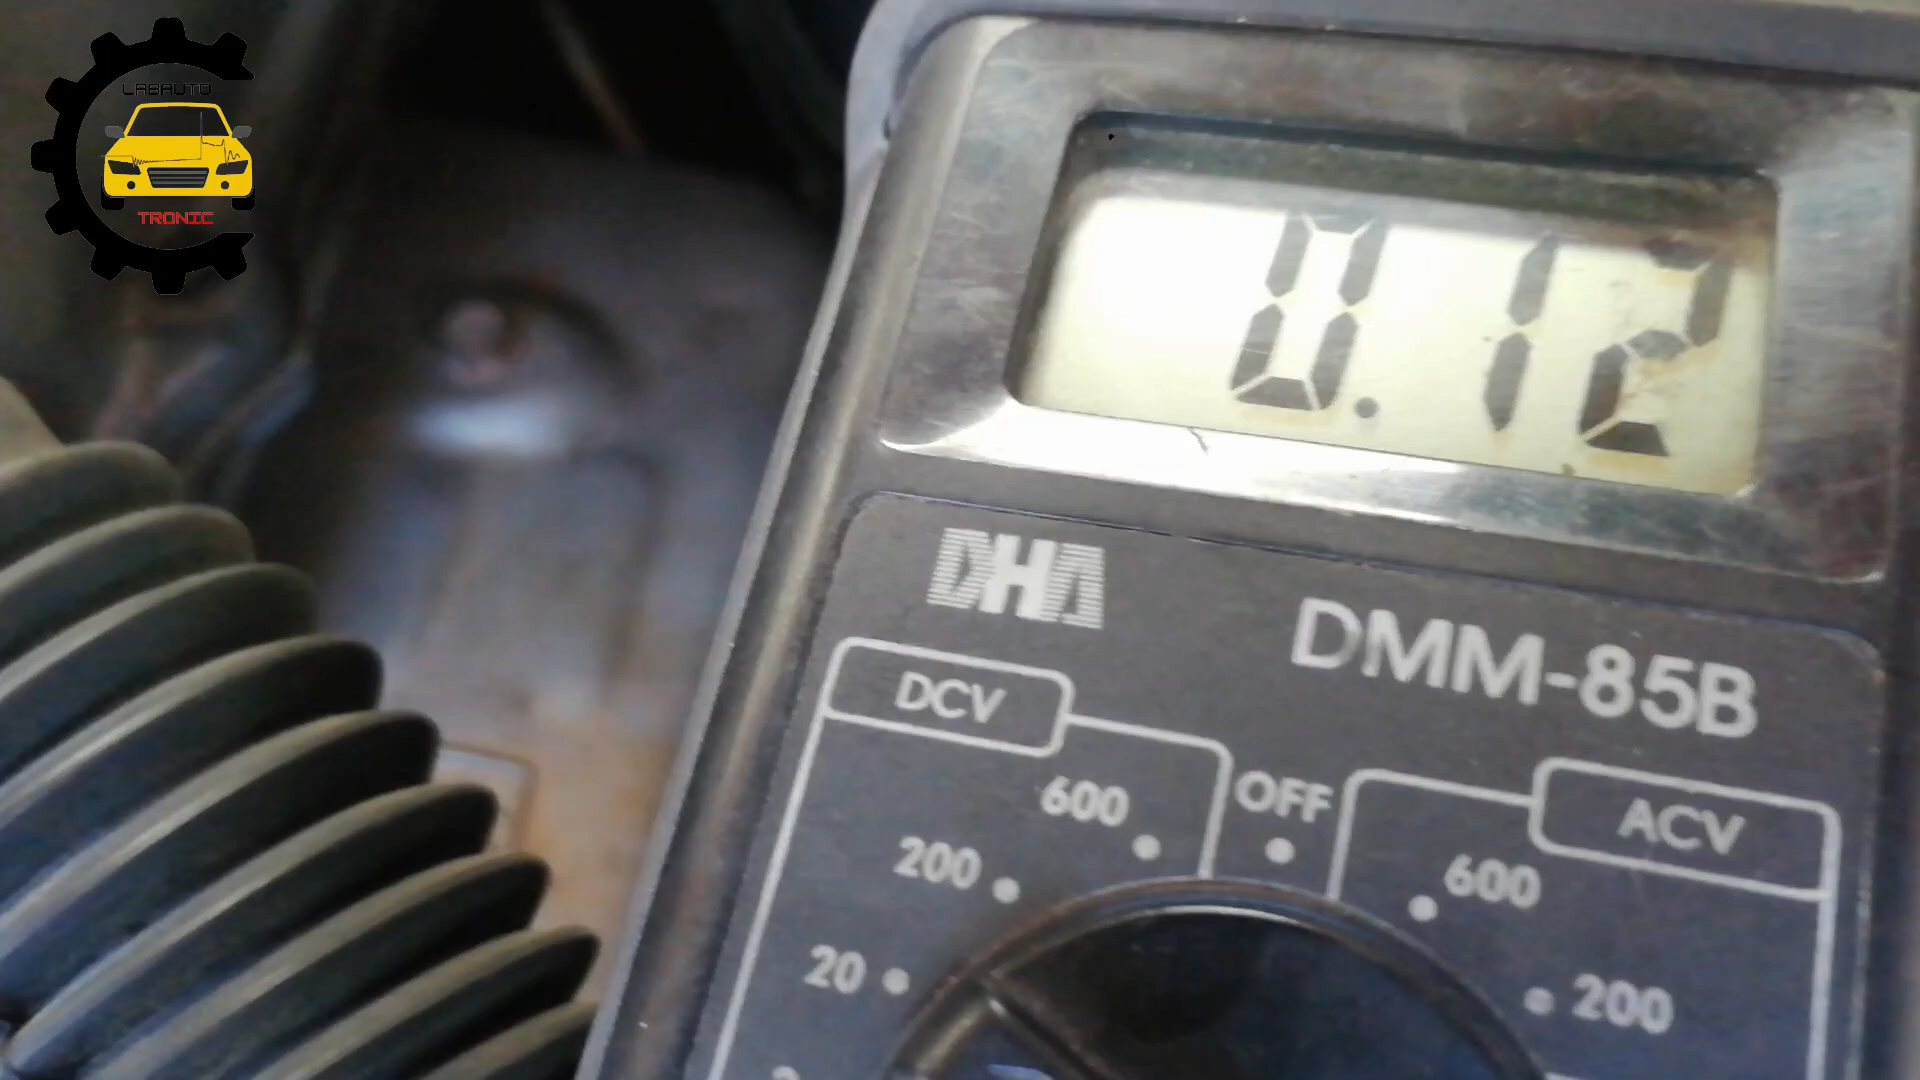 LABAUTO
TRONIC
0.12
DHA
DMM-85B
DCV
600
OFF
ACV
200
600
20
200